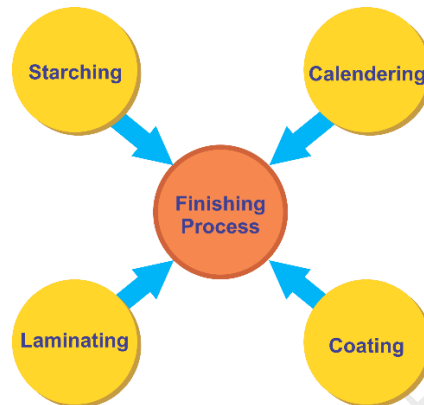 Starching
Calendering
Finishing
Process
Laminating
Coating